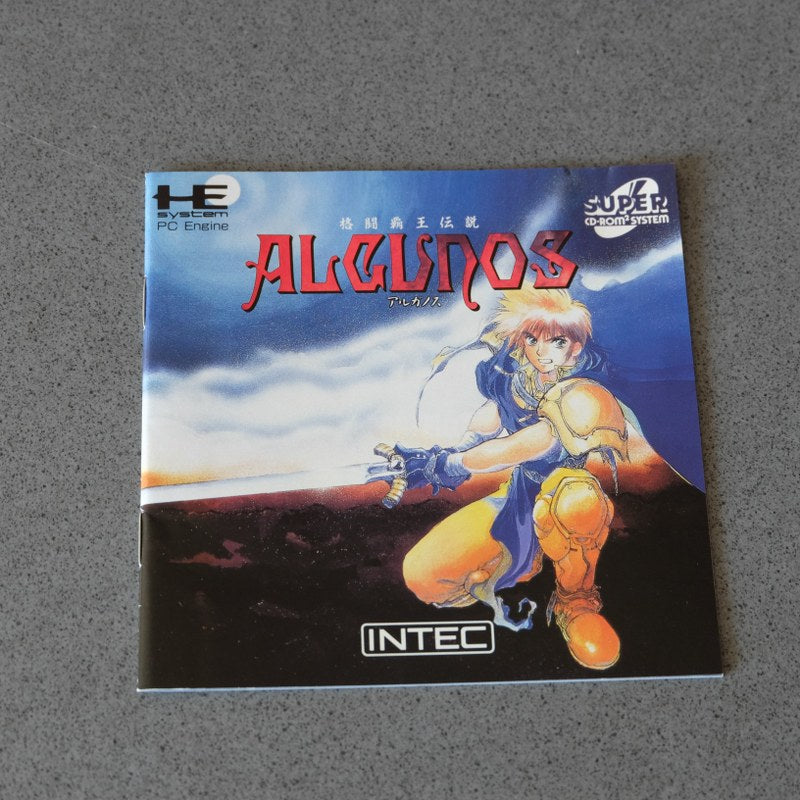 HE
system
PC Engine
SUPER
CD-ROM² SYSTEM
格闘覇王伝説
ALGUNOS
アルガノス
INTEC